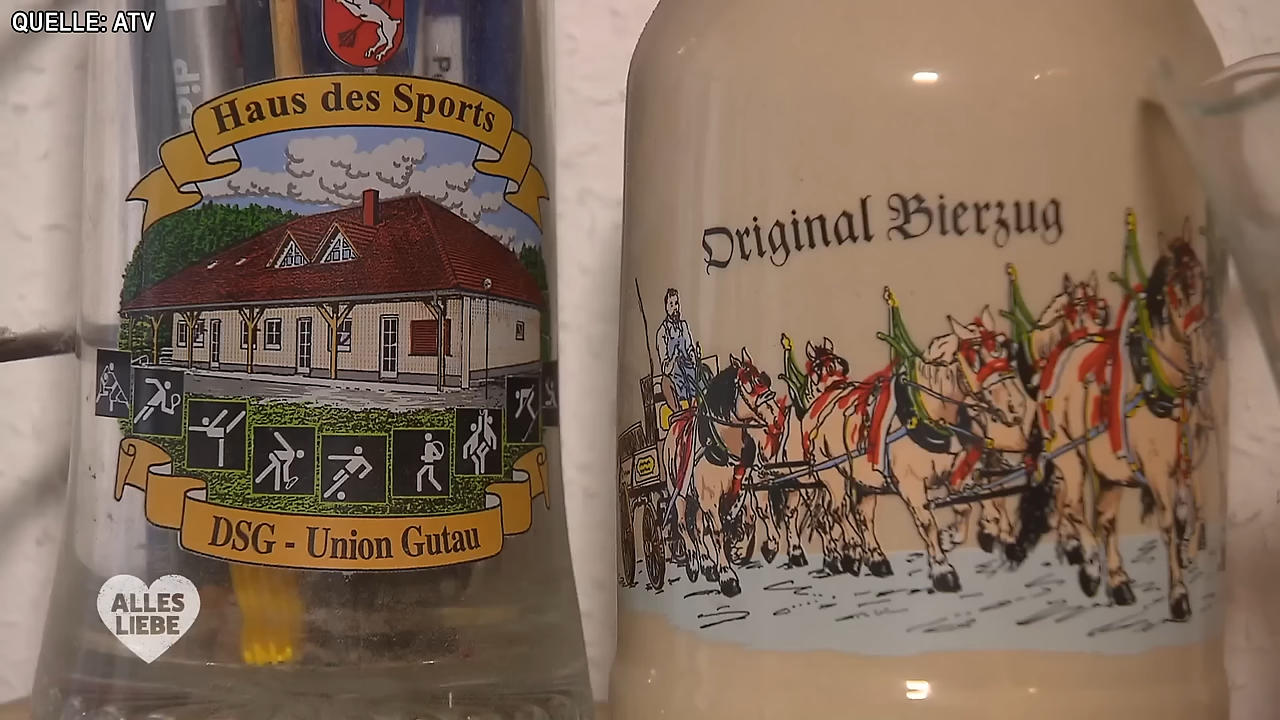 QUELLE: ATV
Haus des Sports
DSG - Union Gutau
Original Bierzug
ALLES
LIEBE